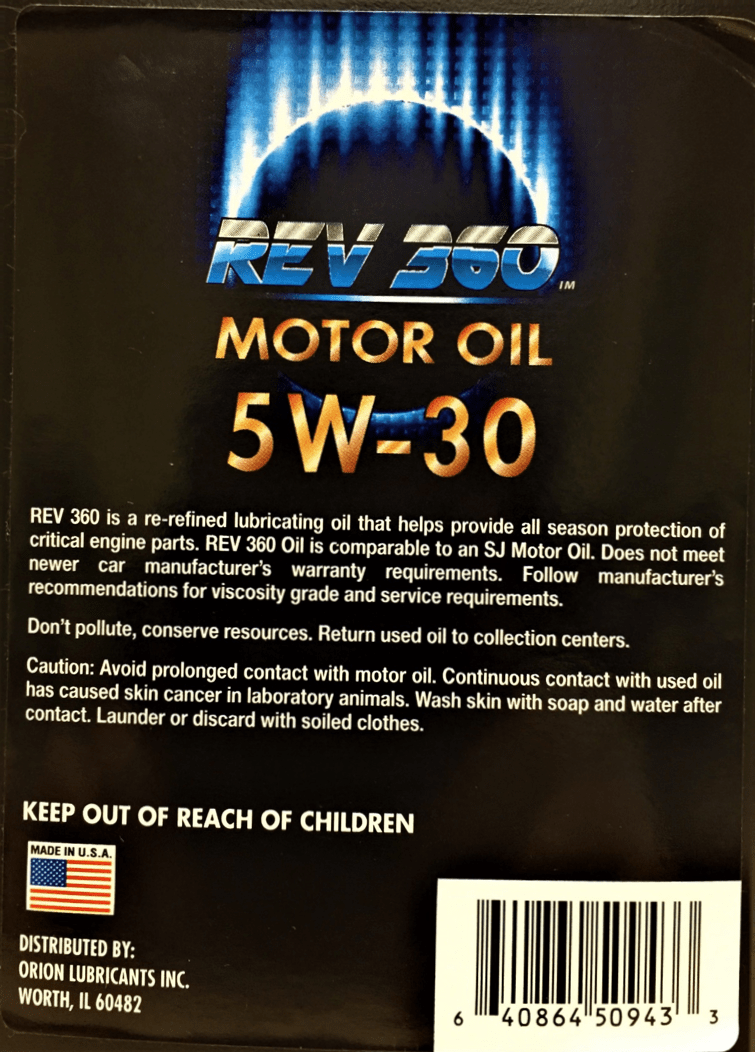 REV 360 TM
MOTOR OIL
5W-30
REV 360 is a re-refined lubricating oil that helps provide all season protection of
critical engine parts. REV 360 Oil is comparable to an SJ Motor Oil. Does not meet
newer car manufacturer's warranty requirements. Follow manufacturer's
recommendations for viscosity grade and service requirements.
Don't pollute, conserve resources. Return used oil to collection centers.
Caution: Avoid prolonged contact with motor oil. Continuous contact with used oil
has caused skin cancer in laboratory animals. Wash skin with soap and water after
contact. Launder or discard with soiled clothes.
KEEP OUT OF REACH OF CHILDREN
MADE IN U.S.A.
DISTRIBUTED BY:
ORION LUBRICANTS INC.
WORTH, IL 60482
6 40864 50943 3